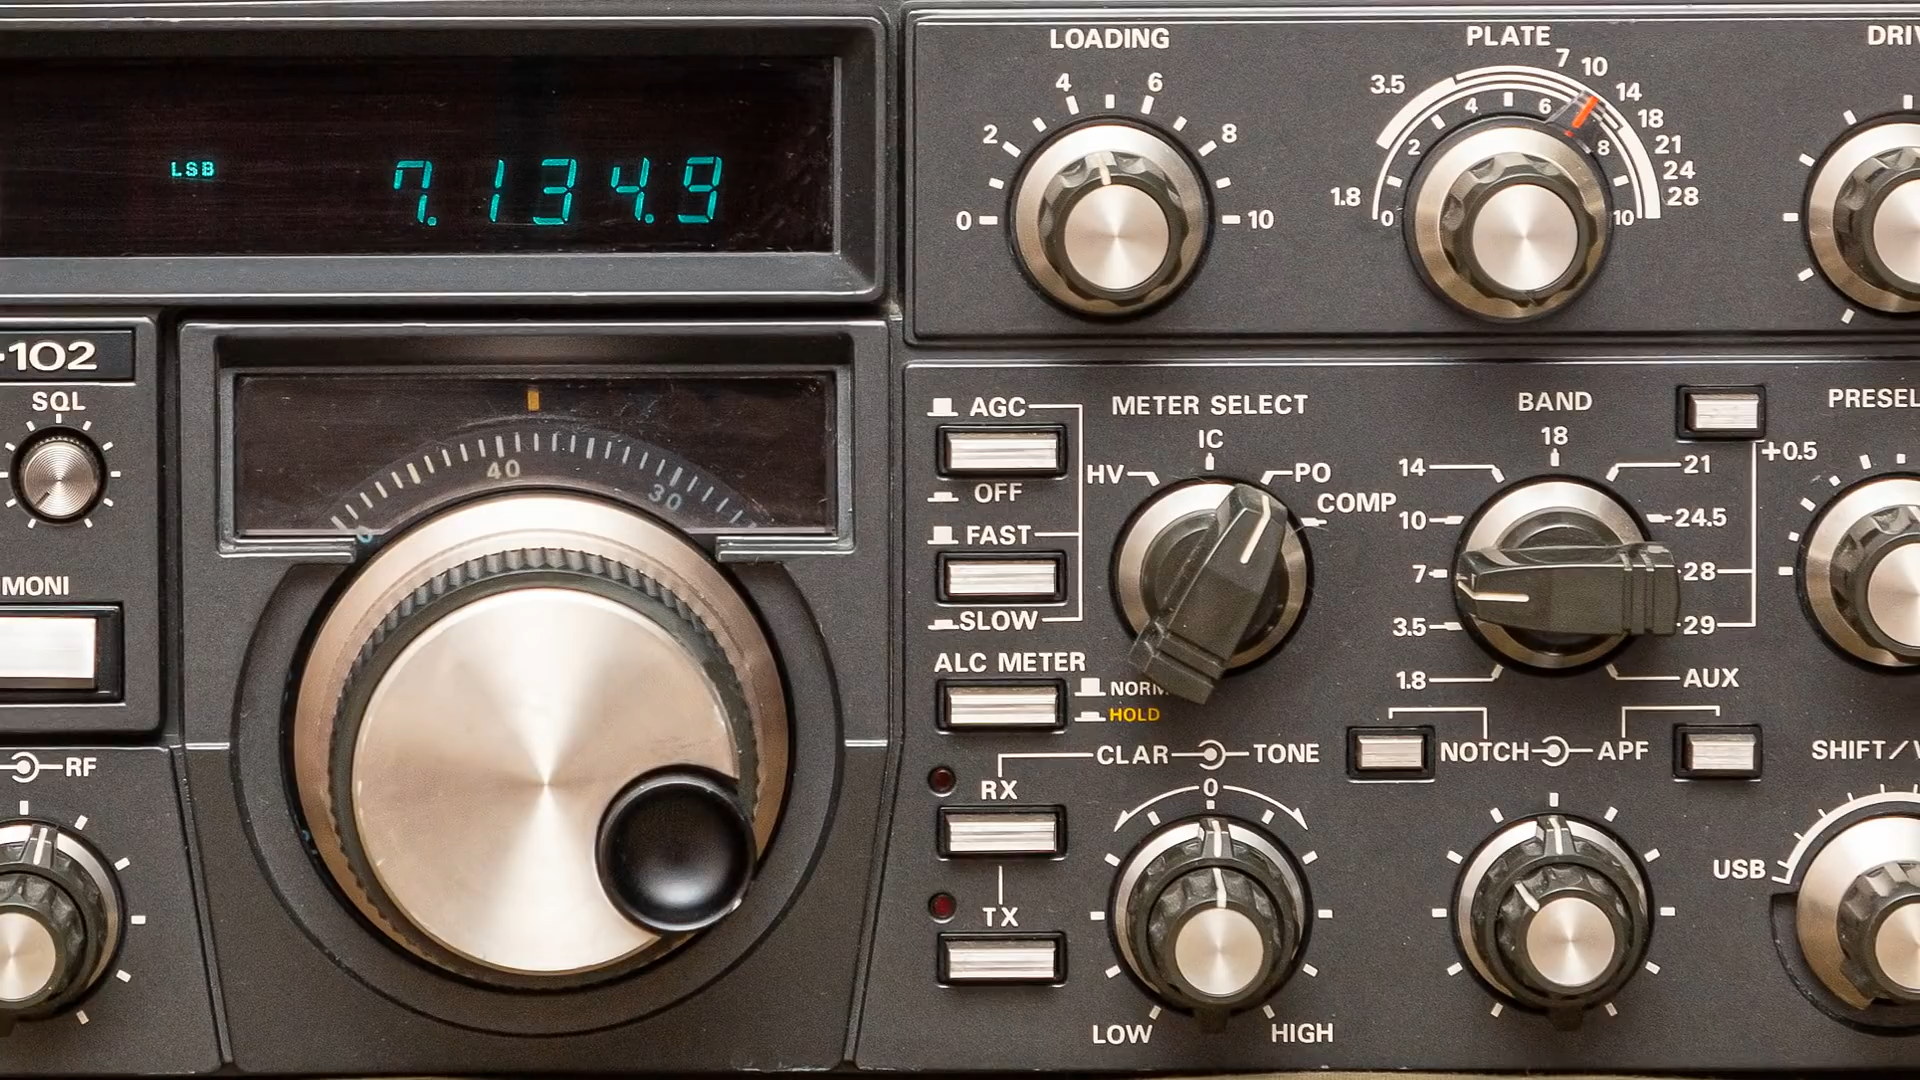 LSB
7.134.9
LOADING
0 2 4 6 8 10
PLATE
1.8 3.5 7 10 14 18 21 24 28
0 2 4 6 8 10
DRIV
-102
SQL
MONI
RF
40
30
AGC
OFF
FAST
SLOW
ALC METER
NORM
HOLD
METER SELECT
HV IC PO COMP
BAND
1.8 3.5 7 10 14 18 21 24.5 28 29 AUX
+0.5
PRESEL
CLAR TONE
RX
TX
0
LOW HIGH
NOTCH APF
SHIFT/
USB